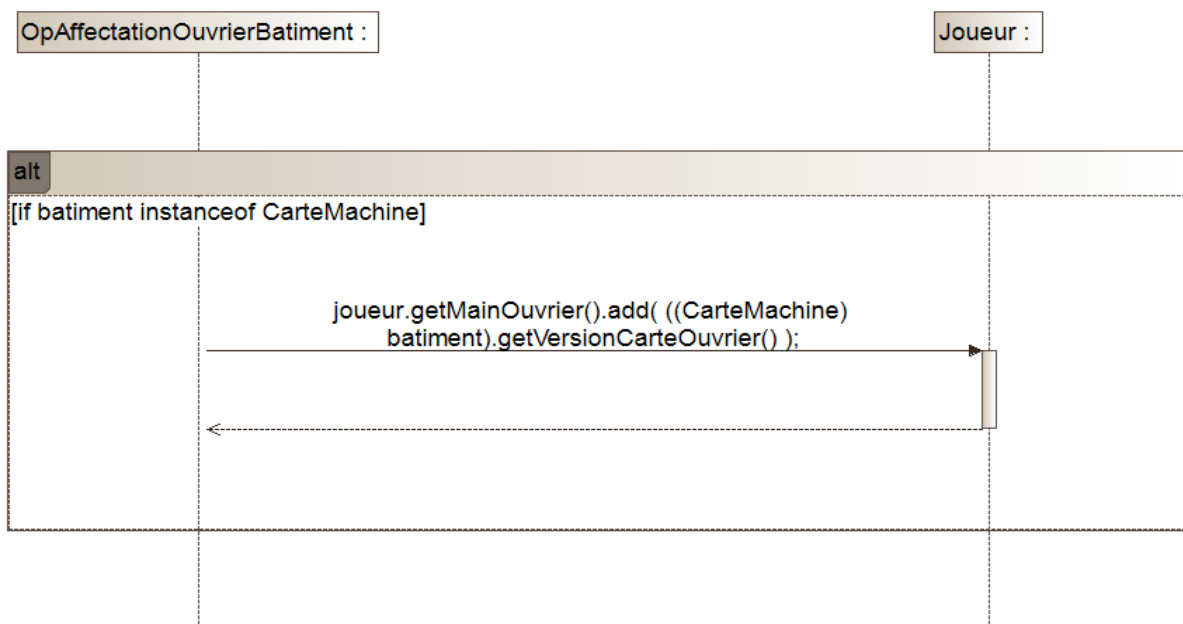 OpAffectationOuvrierBatiment :
Joueur :
alt
[if batiment instanceof CarteMachine]
joueur.getMainOuvrier().add( ((CarteMachine)
batiment).getVersionCarteOuvrier() );